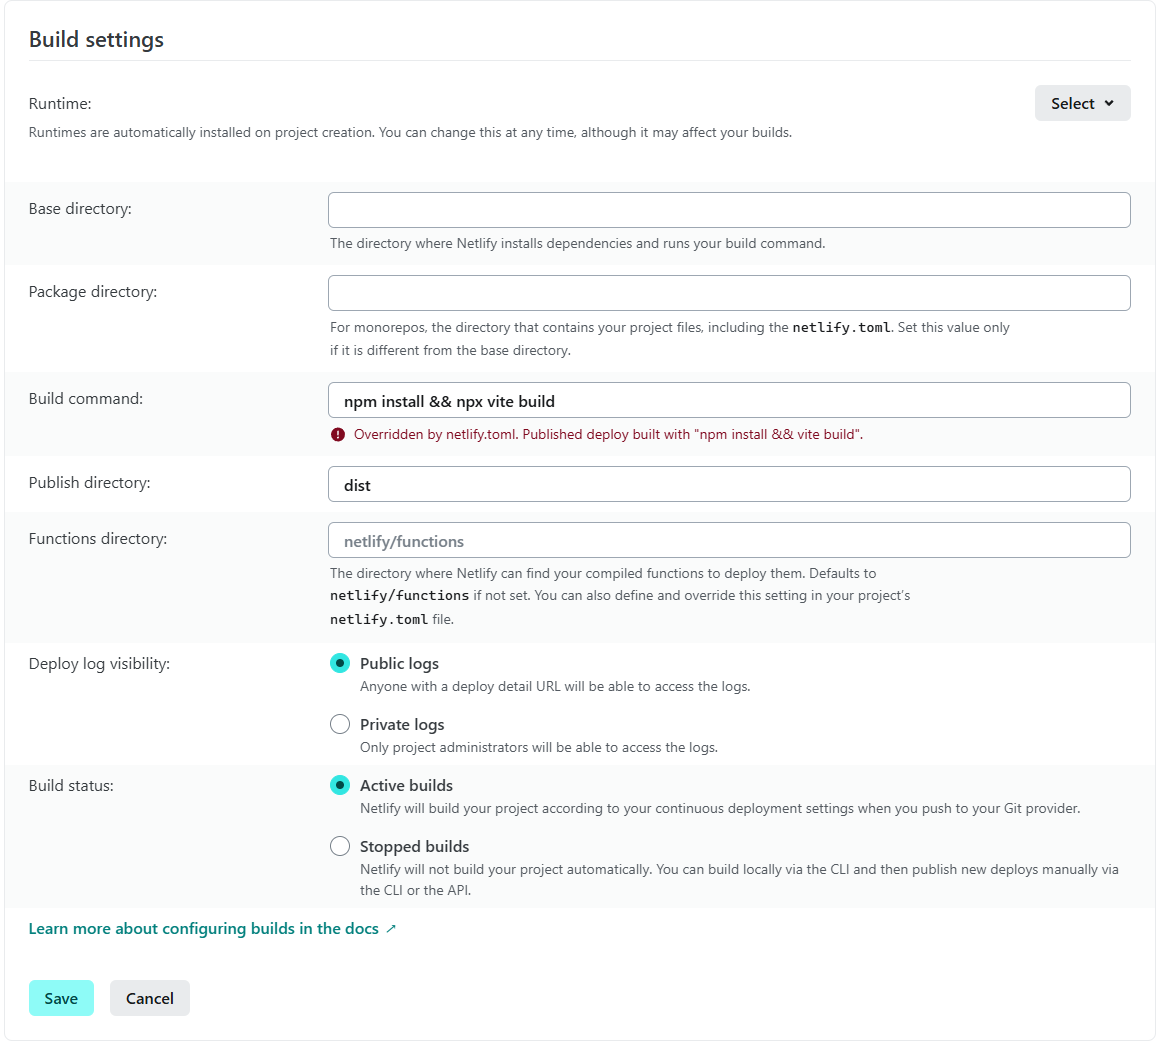 Build settings
Runtime:
Select
Runtimes are automatically installed on project creation. You can change this at any time, although it may affect your builds.
Base directory:
The directory where Netlify installs dependencies and runs your build command.
Package directory:
For monorepos, the directory that contains your project files, including the netlify.toml. Set this value only
if it is different from the base directory.
Build command:
npm install && npx vite build
Overridden by netlify.toml. Published deploy built with "npm install && vite build".
Publish directory:
dist
Functions directory:
netlify/functions
The directory where Netlify can find your compiled functions to deploy them. Defaults to
netlify/functions if not set. You can also define and override this setting in your project’s
netlify.toml file.
Deploy log visibility:
Public logs
Anyone with a deploy detail URL will be able to access the logs.
Private logs
Only project administrators will be able to access the logs.
Build status:
Active builds
Netlify will build your project according to your continuous deployment settings when you push to your Git provider.
Stopped builds
Netlify will not build your project automatically. You can build locally via the CLI and then publish new deploys manually via
the CLI or the API.
Learn more about configuring builds in the docs ↗
Save
Cancel